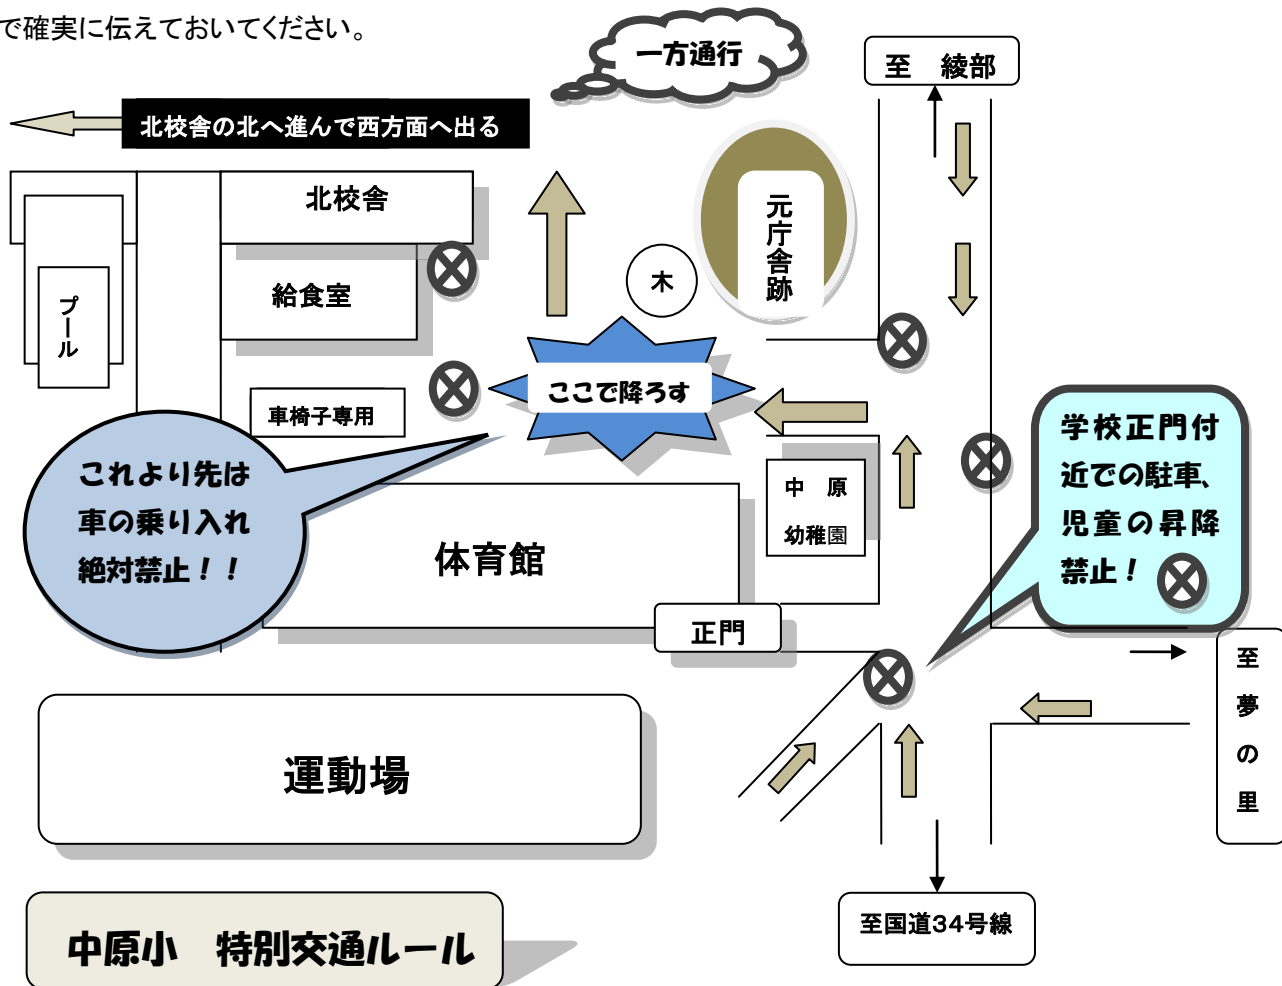 で確実に伝えておいてください。
一方通行
至　綾部
北校舎の北へ進んで西方面へ出る
北校舎
元庁舎跡
木
給食室
プール
ここで降ろす
車椅子専用
これより先は
車の乗り入れ
絶対禁止！！
学校正門付
近での駐車、
児童の昇降
禁止！
中　原
幼稚園
体育館
正門
至夢の里
運動場
至国道34号線
中原小　特別交通ルール